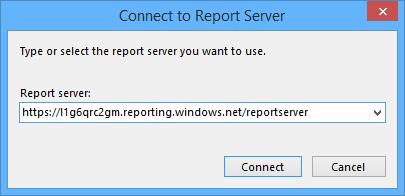 Connect to Report Server
Type or select the report server you want to use.
Report server:
https://l1g6qrc2gm.reporting.windows.net/reportserver
Connect
Cancel